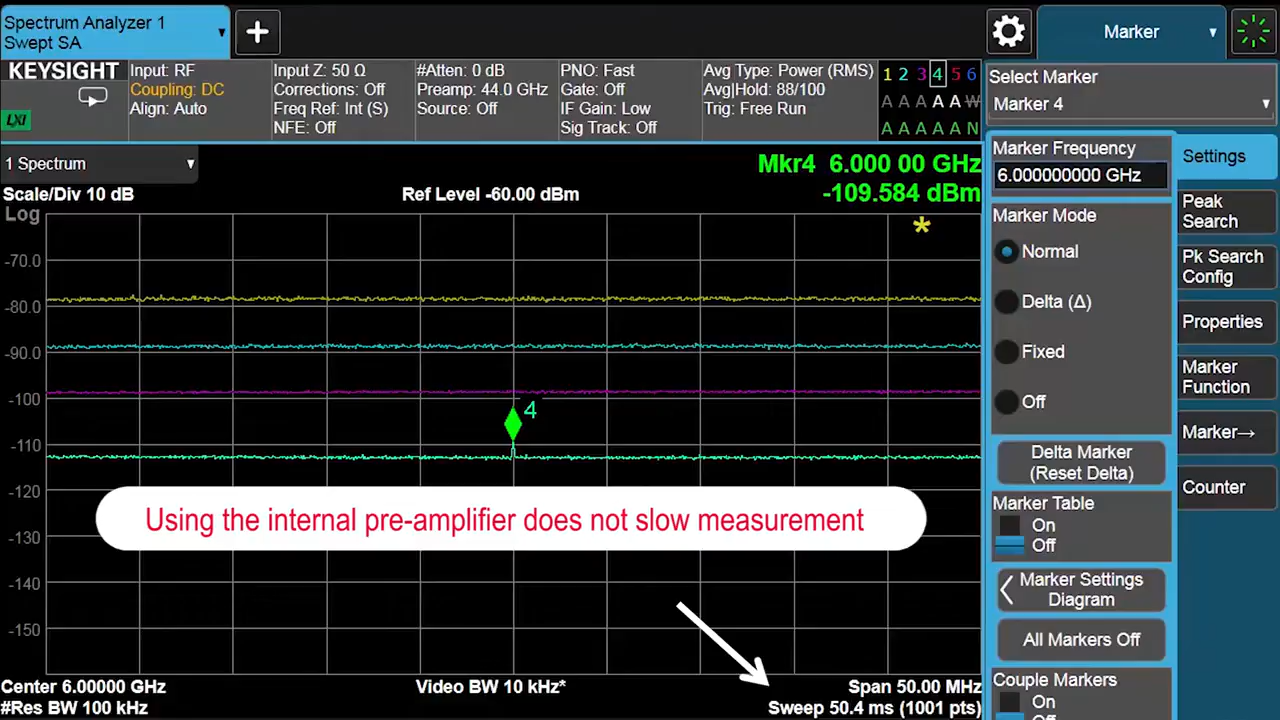 Spectrum Analyzer 1
Swept SA
+
Marker
KEYSIGHT
LXI
Input: RF
Coupling: DC
Align: Auto
Input Z: 50 Ω
Corrections: Off
Freq Ref: Int (S)
NFE: Off
#Atten: 0 dB
Preamp: 44.0 GHz
Source: Off
PNO: Fast
Gate: Off
IF Gain: Low
Sig Track: Off
Avg Type: Power (RMS)
Avg|Hold: 88/100
Trig: Free Run
1 2 3 4 5 6
A A A A A W
A A A A A N
Select Marker
Marker 4
1 Spectrum
Mkr4 6.000 00 GHz
-109.584 dBm
Scale/Div 10 dB
Ref Level -60.00 dBm
Log
*
-70.0
-80.0
-90.0
-100
-110
-120
-130
-140
-150
4
Using the internal pre-amplifier does not slow measurement
Center 6.00000 GHz
Video BW 10 kHz*
Span 50.00 MHz
#Res BW 100 kHz
Sweep 50.4 ms (1001 pts)
Marker Frequency
6.000000000 GHz
Marker Mode
Normal
Delta (Δ)
Fixed
Off
Delta Marker
(Reset Delta)
Marker Table
On
Off
Marker Settings
Diagram
All Markers Off
Couple Markers
On
Off
Settings
Peak
Search
Pk Search
Config
Properties
Marker
Function
Marker→
Counter